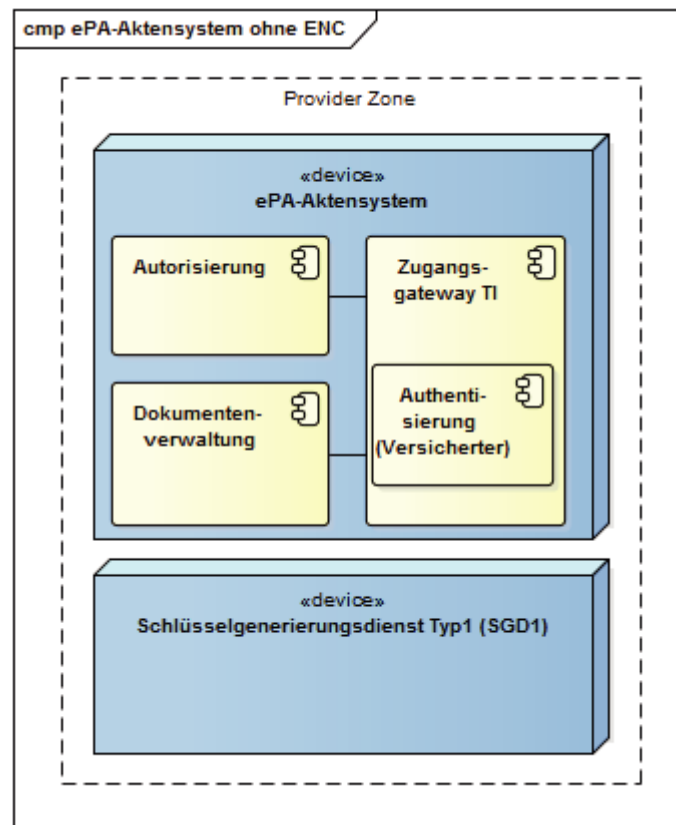 cmp ePA-Aktensystem ohne ENC
Provider Zone
«device»
ePA-Aktensystem
Autorisierung
Zugangs-
gateway TI
Dokumenten-
verwaltung
Authenti-
sierung
(Versicherter)
«device»
Schlüsselgenerierungsdienst Typ1 (SGD1)